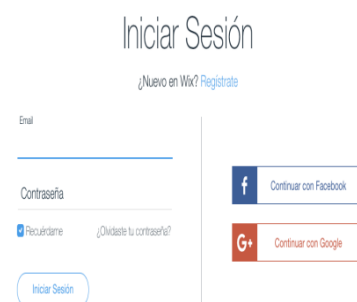 Iniciar Sesión
¿Nuevo en Wix? Regístrate
Email
Contraseña
Recuérdame ¿Olvidaste tu contraseña?
Iniciar Sesión
f Continuar con Facebook
G+ Continuar con Google